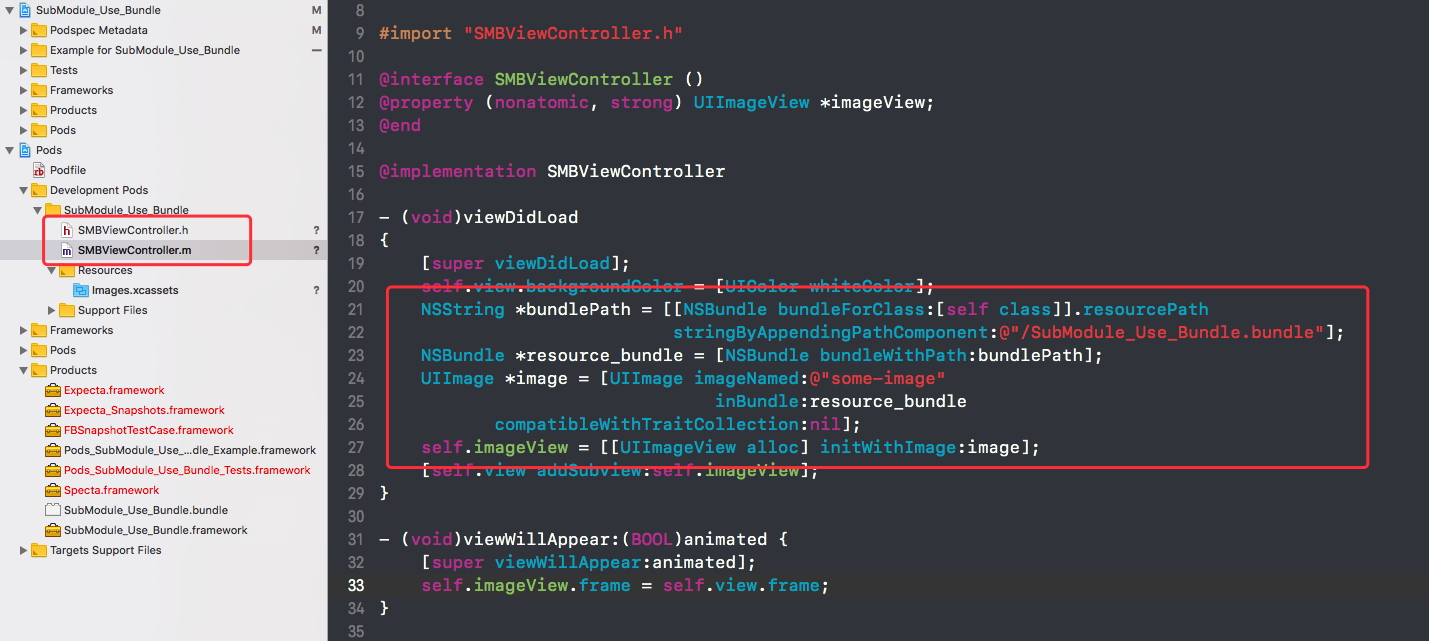 SubModule_Use_Bundle M
Podspec Metadata M
Example for SubModule_Use_Bundle —
Tests
Frameworks
Products
Pods
Pods
rb Podfile
Development Pods
SubModule_Use_Bundle
h SMBViewController.h ?
m SMBViewController.m ?
Resources
Images.xcassets ?
Support Files
Frameworks
Pods
Products
Expecta.framework
Expecta_Snapshots.framework
FBSnapshotTestCase.framework
Pods_SubModule_Use_...dle_Example.framework
Pods_SubModule_Use_Bundle_Tests.framework
Specta.framework
SubModule_Use_Bundle.bundle
SubModule_Use_Bundle.framework
Targets Support Files
8
9 #import "SMBViewController.h"
10
11 @interface SMBViewController ()
12 @property (nonatomic, strong) UIImageView *imageView;
13 @end
14
15 @implementation SMBViewController
16
17 - (void)viewDidLoad
18 {
19 [super viewDidLoad];
20 self.view.backgroundColor = [UIColor whiteColor];
21 NSString *bundlePath = [[NSBundle bundleForClass:[self class]].resourcePath
22 stringByAppendingPathComponent:@"/SubModule_Use_Bundle.bundle"];
23 NSBundle *resource_bundle = [NSBundle bundleWithPath:bundlePath];
24 UIImage *image = [UIImage imageNamed:@"some-image"
25 inBundle:resource_bundle
26 compatibleWithTraitCollection:nil];
27 self.imageView = [[UIImageView alloc] initWithImage:image];
28 [self.view addSubview:self.imageView];
29 }
30
31 - (void)viewWillAppear:(BOOL)animated {
32 [super viewWillAppear:animated];
33 self.imageView.frame = self.view.frame;
34 }
35